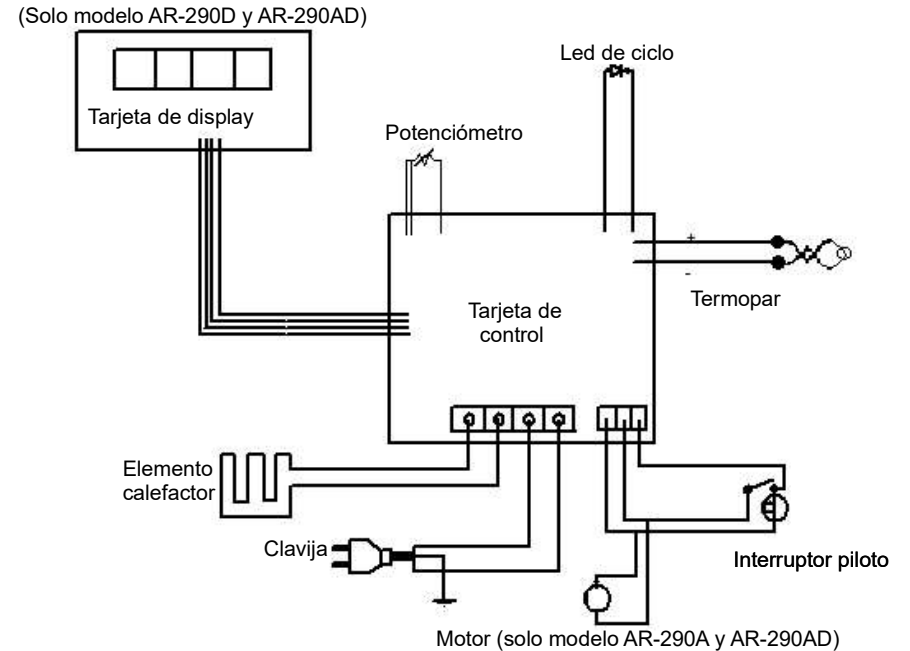 (Solo modelo AR-290D y AR-290AD)
Led de ciclo
Tarjeta de display
Potenciómetro
+
-
Termopar
Tarjeta de
control
Elemento
calefactor
Clavija
Interruptor piloto
Motor (solo modelo AR-290A y AR-290AD)